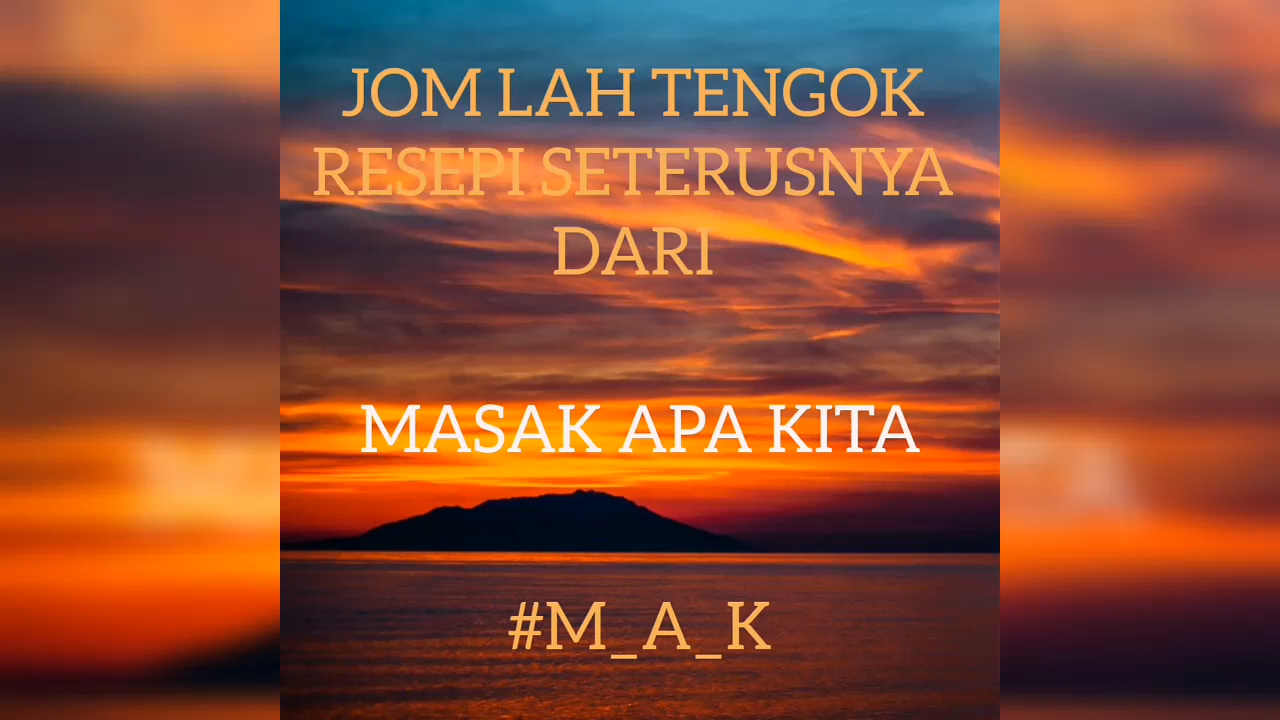 JOM LAH TENGOK
RESEPI SETERUSNYA
DARI
MASAK APA KITA
#M_A_K